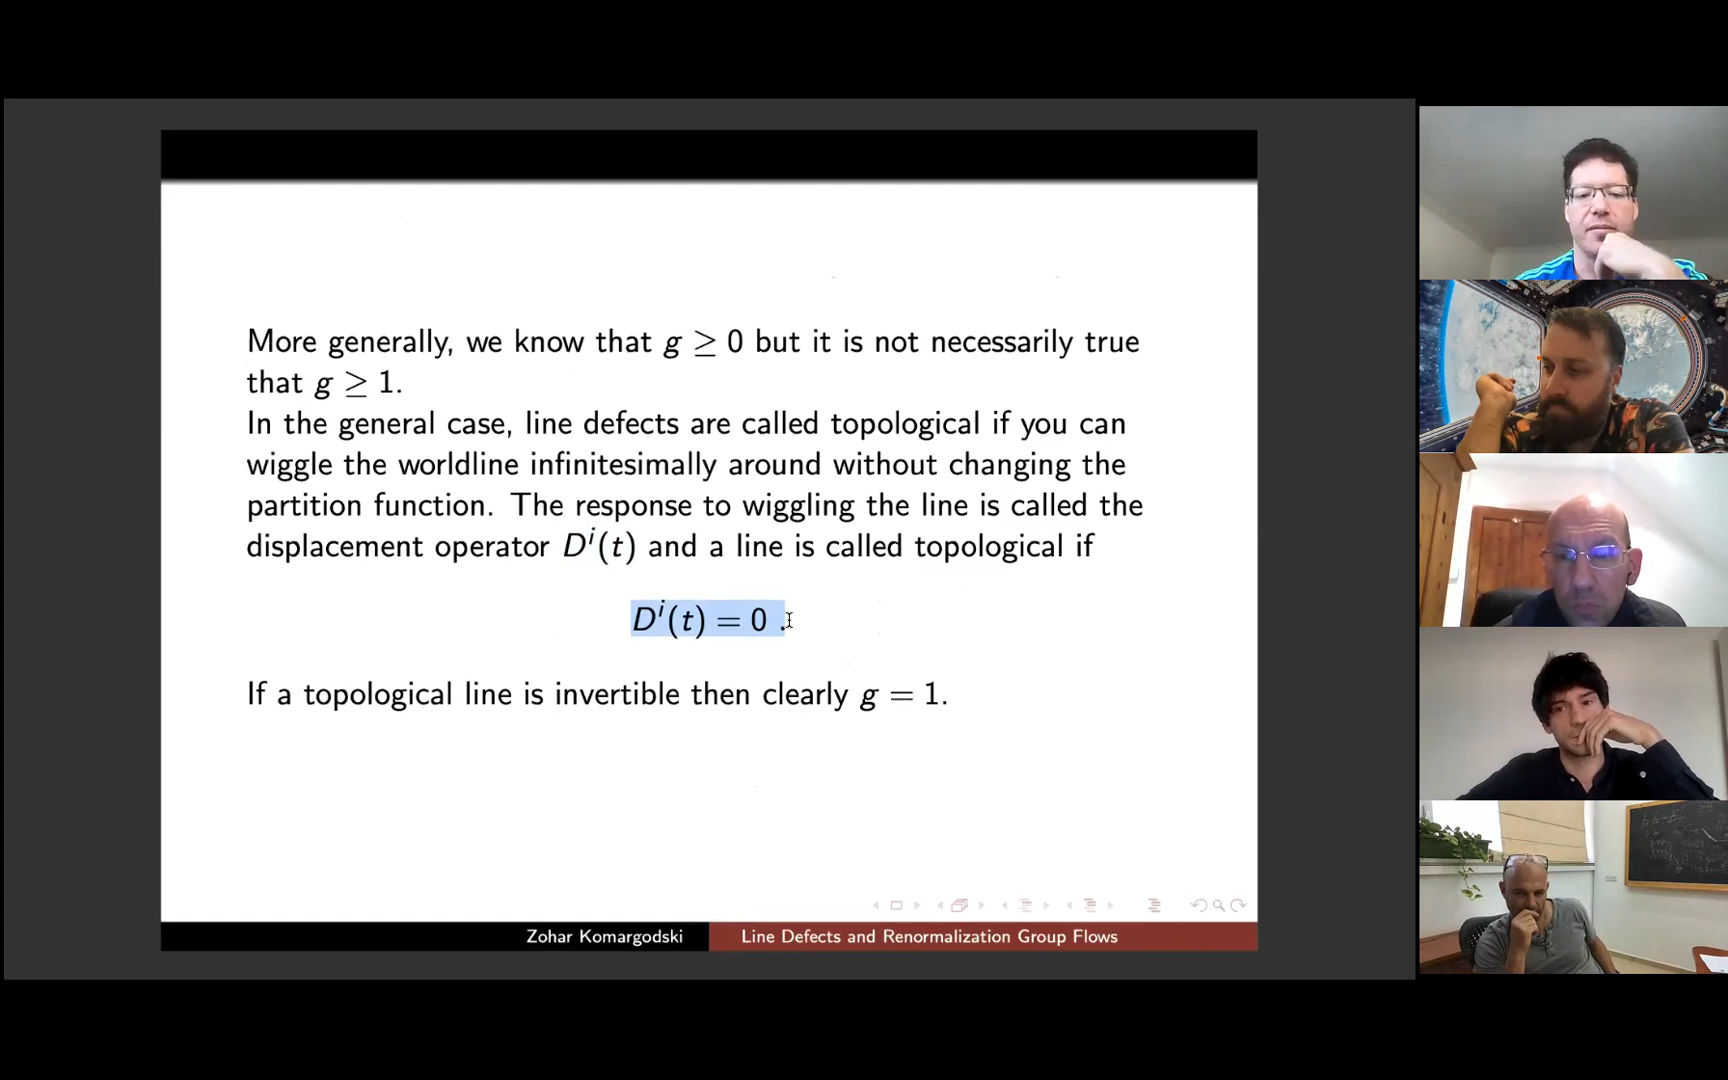 More generally, we know that g ≥ 0 but it is not necessarily true
that g ≥ 1.
In the general case, line defects are called topological if you can
wiggle the worldline infinitesimally around without changing the
partition function. The response to wiggling the line is called the
displacement operator Dⁱ(t) and a line is called topological if
Dⁱ(t) = 0 .
If a topological line is invertible then clearly g = 1.
Zohar Komargodski
Line Defects and Renormalization Group Flows